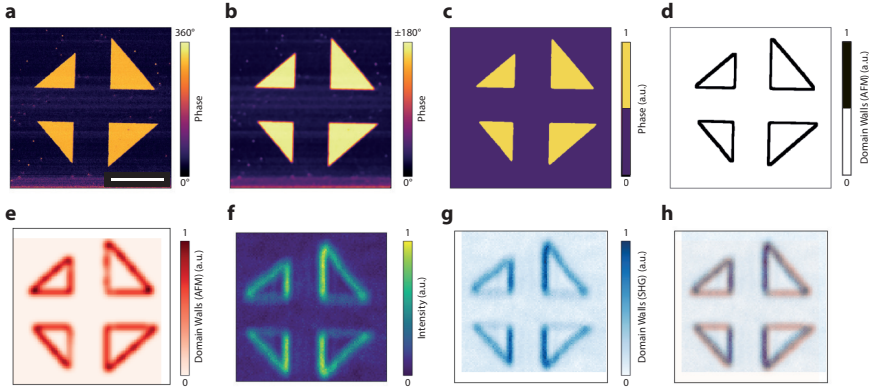 a
360°
Phase
0°
b
±180°
Phase
0°
c
1
Phase (a.u.)
0
d
1
Domain Walls (AFM) (a.u.)
0
e
1
Domain Walls (AFM) (a.u.)
0
f
1
Intensity (a.u.)
0
g
1
Domain Walls (SHG) (a.u.)
0
h